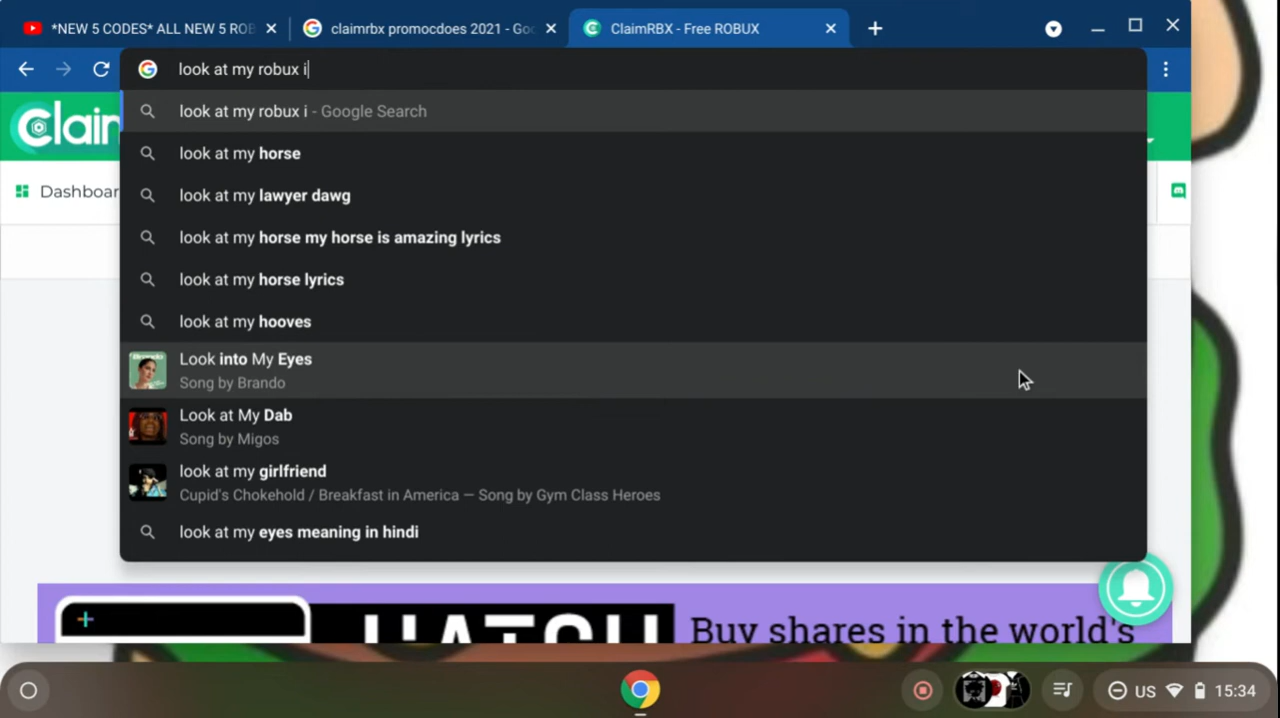 *NEW 5 CODES* ALL NEW 5 ROB
claimrbx promocdoes 2021 - Goo
ClaimRBX - Free ROBUX
look at my robux i
Clain
look at my robux i - Google Search
look at my horse
look at my lawyer dawg
Dashboar
look at my horse my horse is amazing lyrics
look at my horse lyrics
look at my hooves
Look into My Eyes
Song by Brando
Look at My Dab
Song by Migos
look at my girlfriend
Cupid's Chokehold / Breakfast in America — Song by Gym Class Heroes
look at my eyes meaning in hindi
Buy shares in the world's
US
15:34